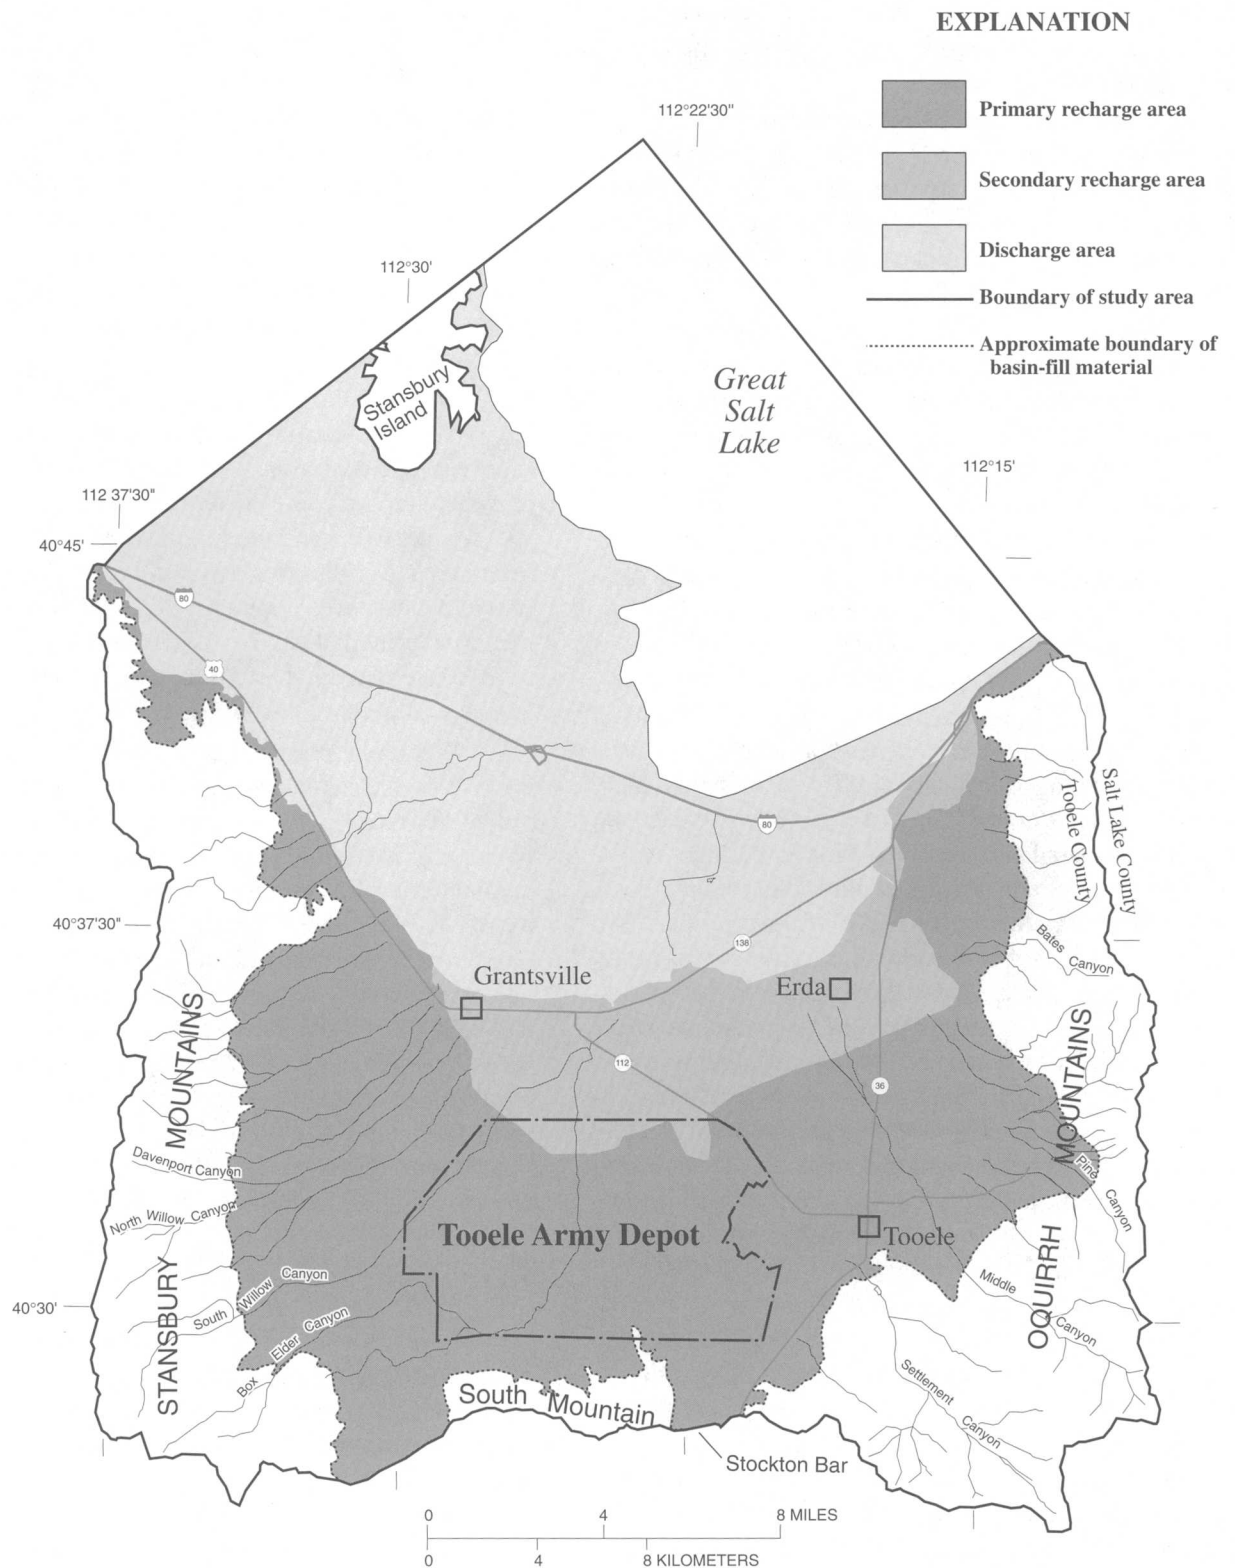 EXPLANATION
Primary recharge area
Secondary recharge area
Discharge area
Boundary of study area
Approximate boundary of
basin-fill material
112°22'30"
112°30'
Great
Salt
Lake
Stansbury
Island
112°15'
112 37'30"
40°45'
80
40
80
Salt Lake County
Tooele County
40°37'30"
138
Bates Canyon
Grantsville
Erda
112
36
MOUNTAINS
MOUNTAINS
Davenport Canyon
Pine Canyon
North Willow Canyon
Tooele Army Depot
Tooele
South Willow Canyon
Middle Canyon
40°30'
STANSBURY
OQUIRRH
Box Elder Canyon
Settlement Canyon
South Mountain
Stockton Bar
0 4 8 MILES
0 4 8 KILOMETERS